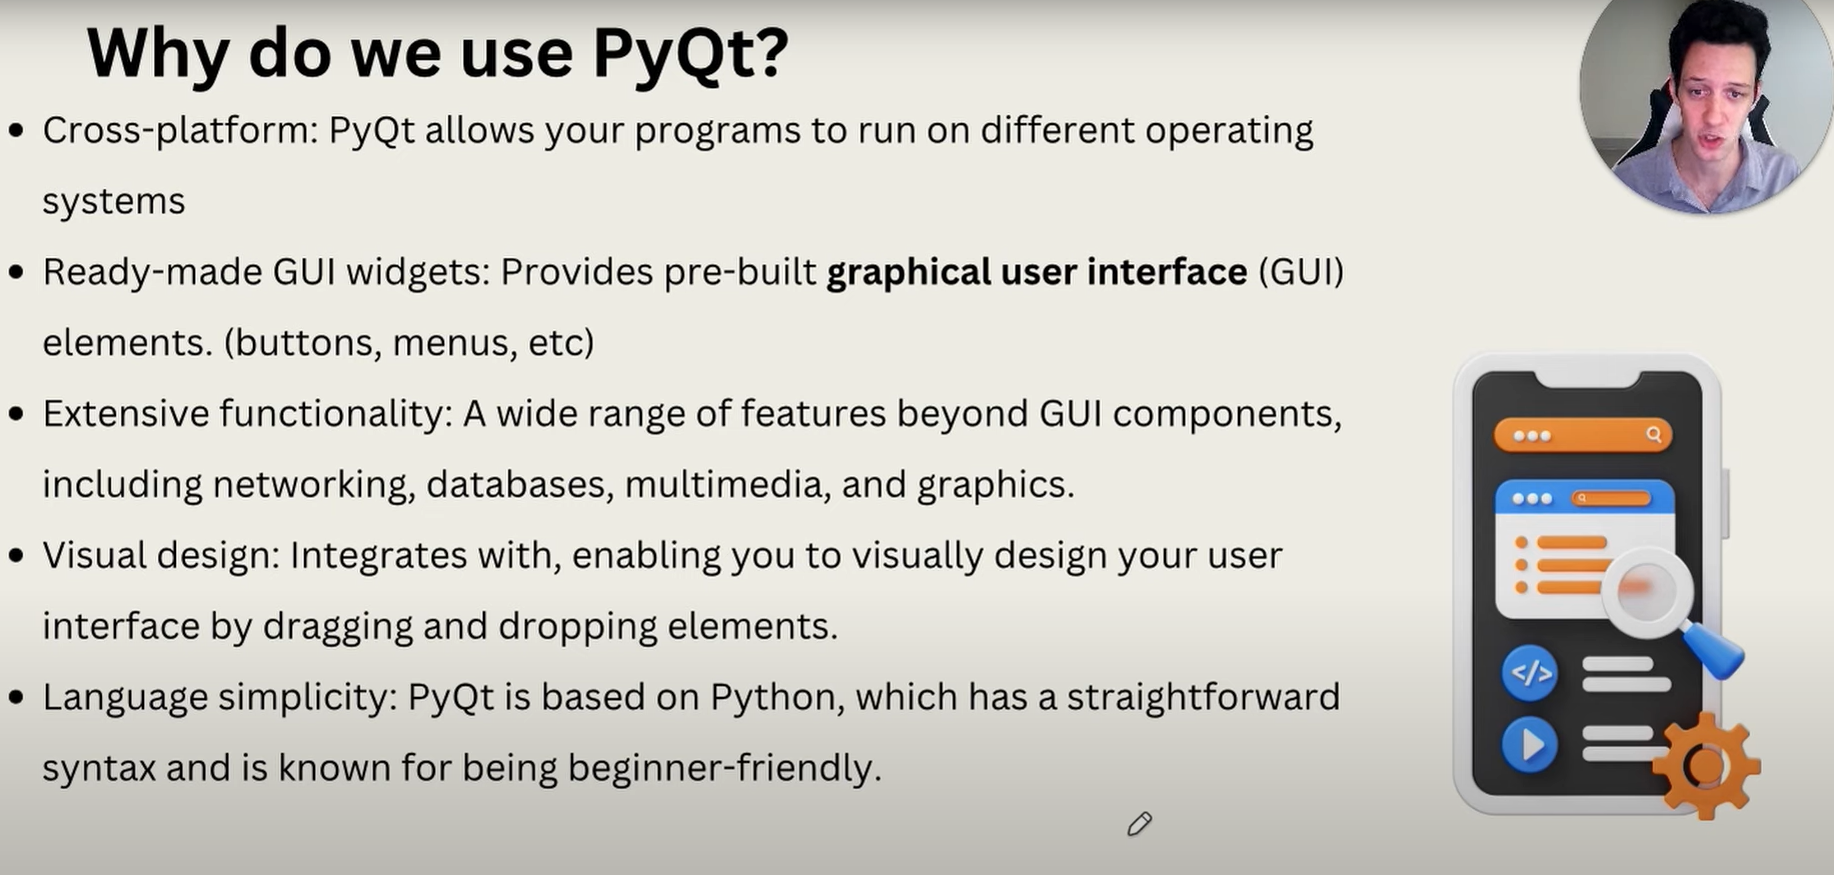 Why do we use PyQt?
Cross-platform: PyQt allows your programs to run on different operating
systems
Ready-made GUI widgets: Provides pre-built graphical user interface (GUI)
elements. (buttons, menus, etc)
Extensive functionality: A wide range of features beyond GUI components,
including networking, databases, multimedia, and graphics.
Visual design: Integrates with, enabling you to visually design your user
interface by dragging and dropping elements.
Language simplicity: PyQt is based on Python, which has a straightforward
syntax and is known for being beginner-friendly.